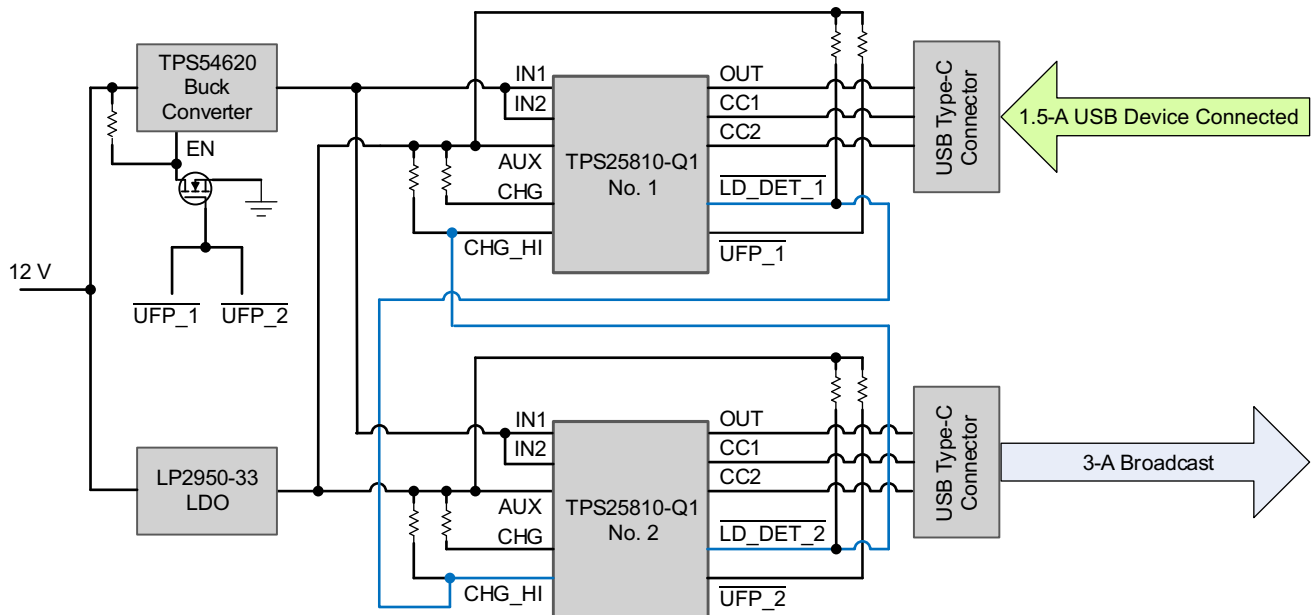 TPS54620
Buck
Converter
EN
12 V
UFP_1
UFP_2
LP2950-33
LDO
IN1
IN2
AUX
CHG
CHG_HI
TPS25810-Q1
No. 1
OUT
CC1
CC2
LD_DET_1
UFP_1
USB Type-C
Connector
1.5-A USB Device Connected
IN1
IN2
AUX
CHG
CHG_HI
TPS25810-Q1
No. 2
OUT
CC1
CC2
LD_DET_2
UFP_2
USB Type-C
Connector
3-A Broadcast